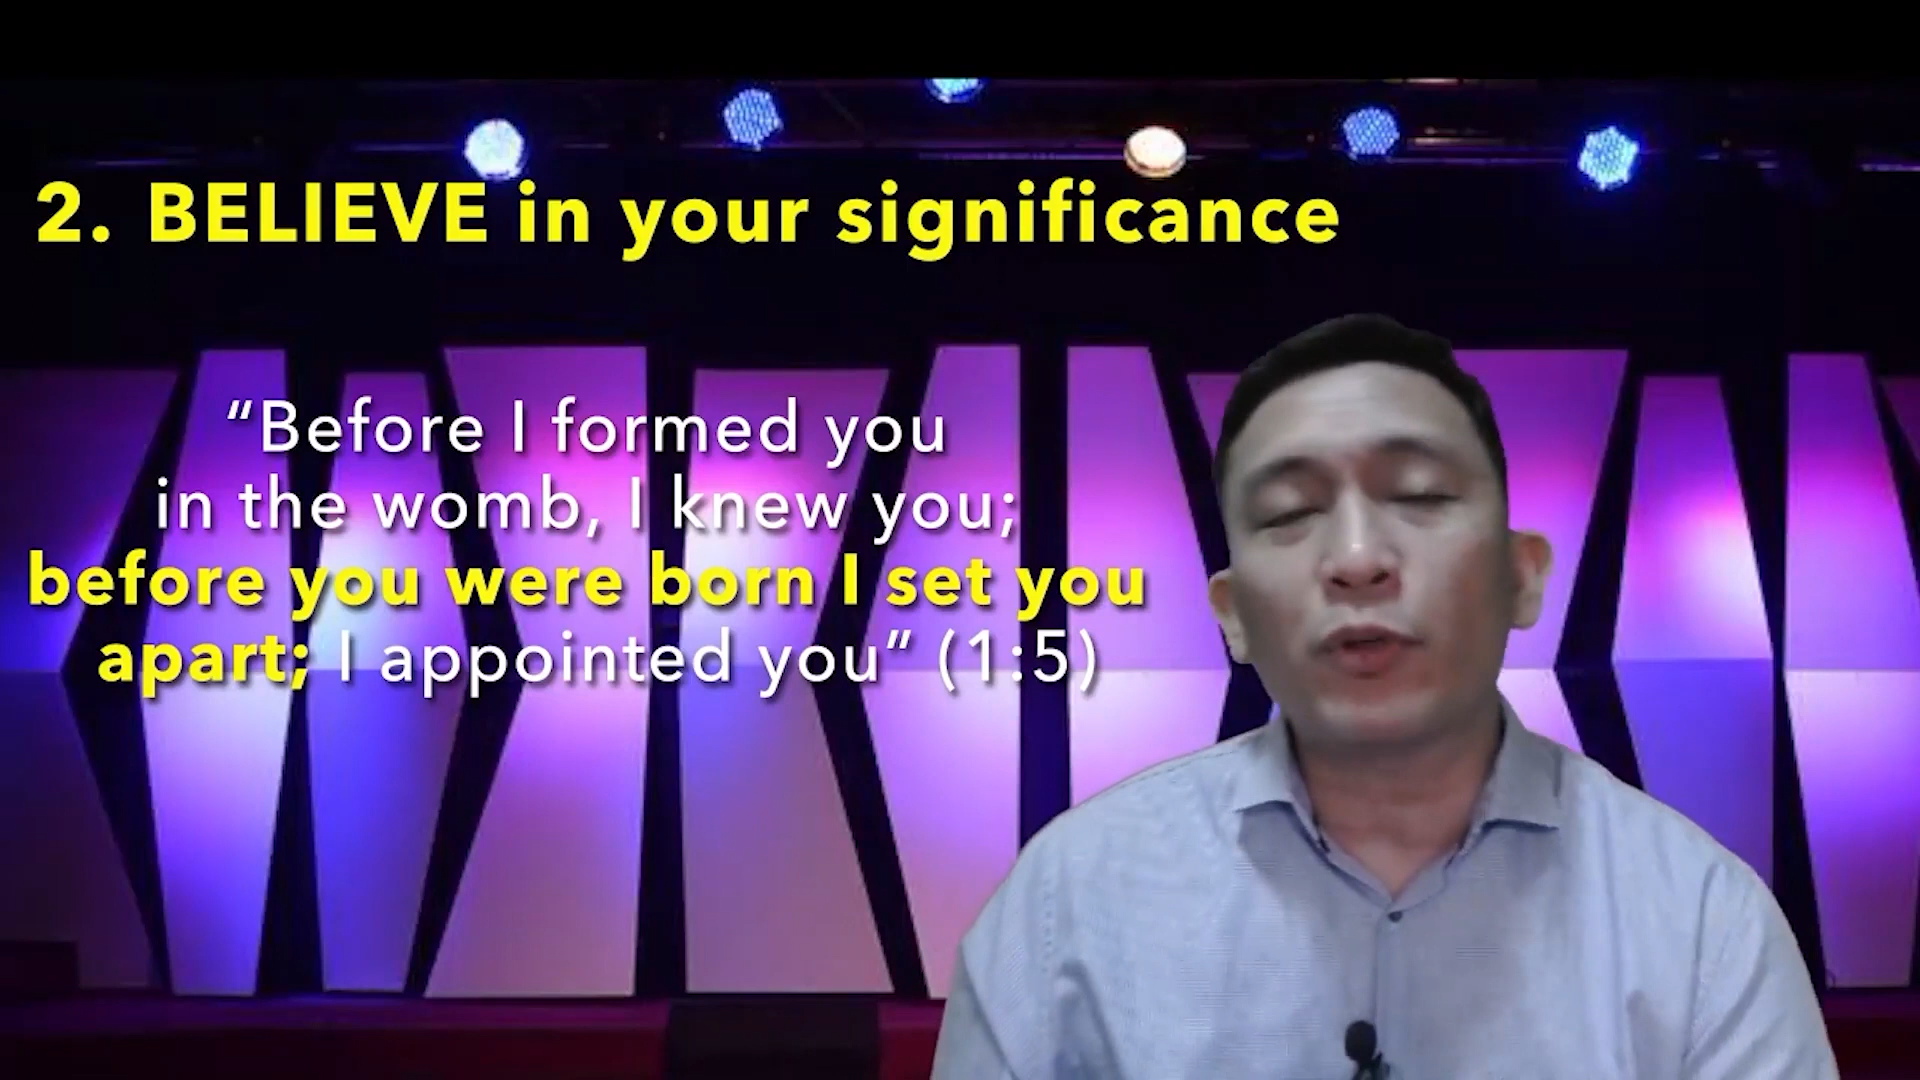 2. BELIEVE in your significance
“Before I formed you
in the womb, I knew you;
before you were born I set you
apart; I appointed you” (1:5)